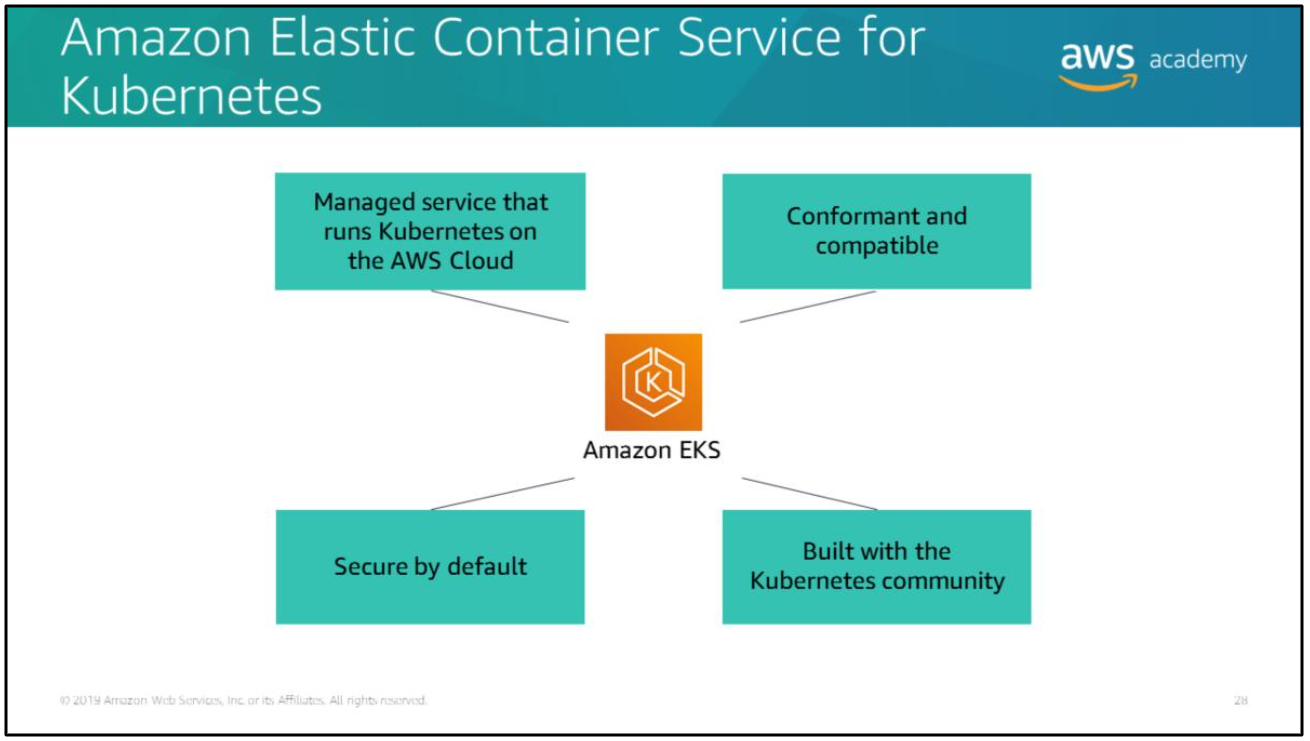 Amazon Elastic Container Service for
Kubernetes
aws academy
Managed service that
runs Kubernetes on
the AWS Cloud
Conformant and
compatible
K
Amazon EKS
Secure by default
Built with the
Kubernetes community
© 2019 Amazon Web Services, Inc. or its Affiliates. All rights reserved.
28